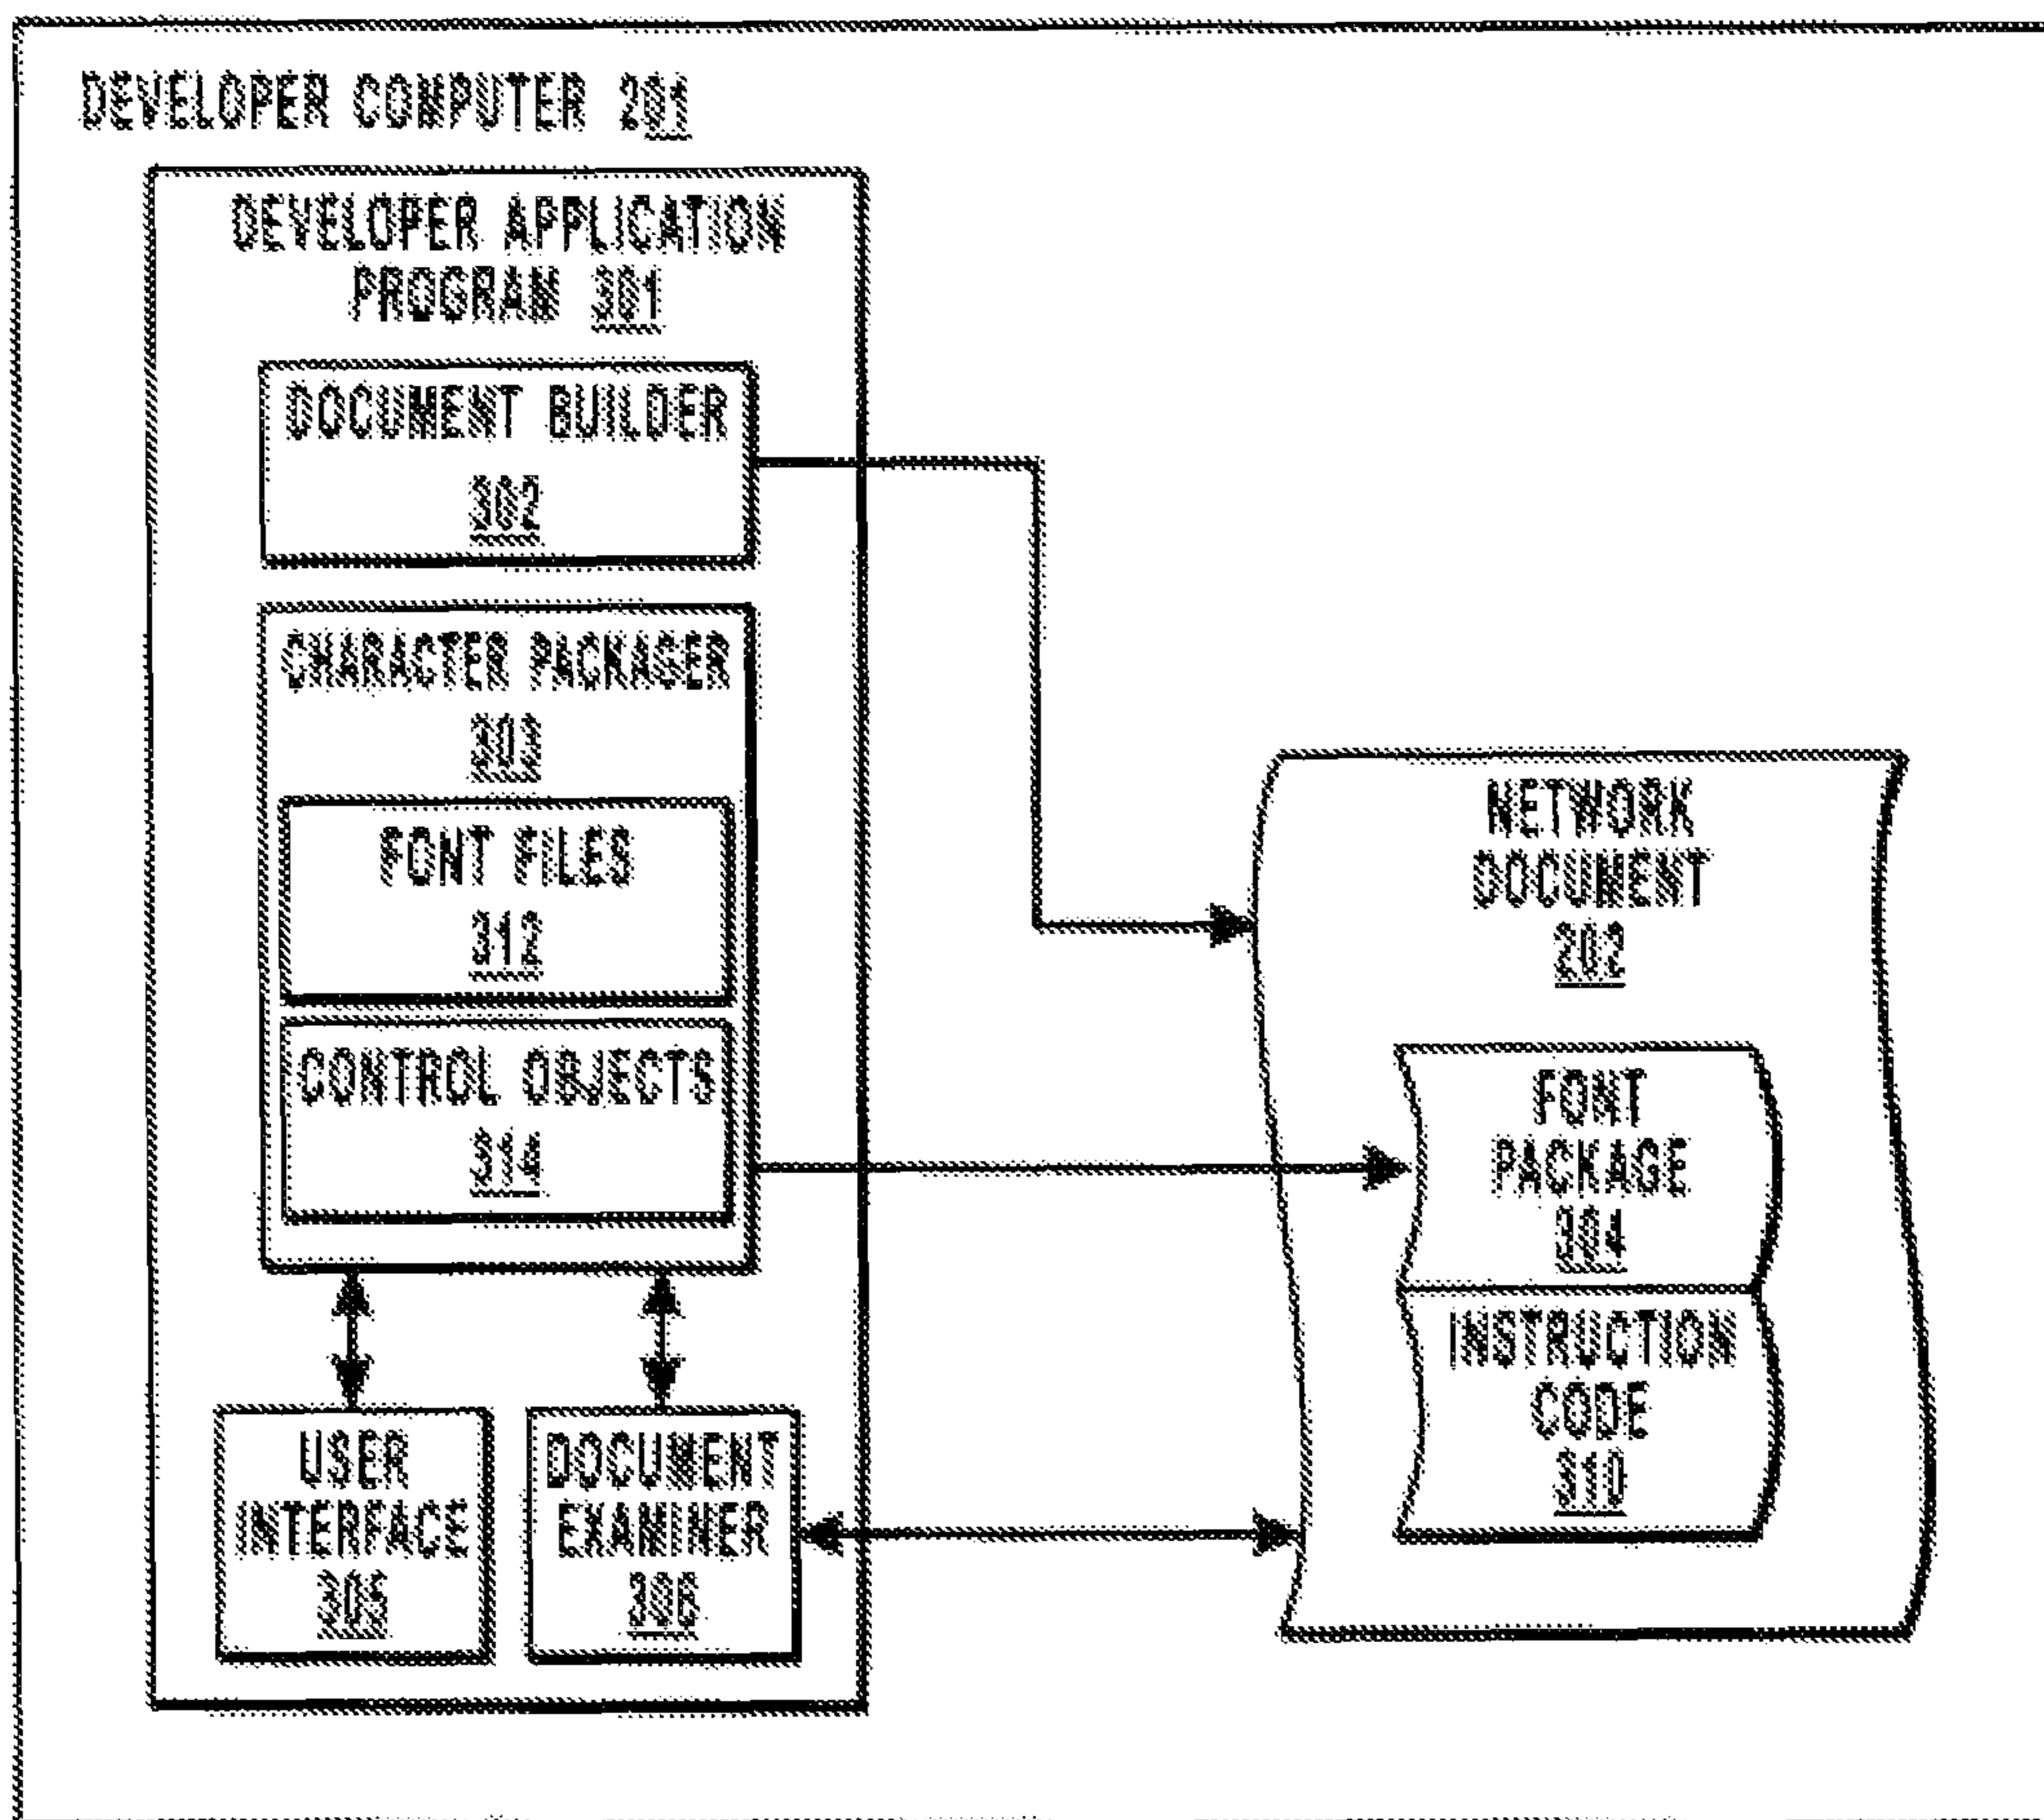 DEVELOPER COMPUTER 201
DEVELOPER APPLICATION
PROGRAM 301
DOCUMENT BUILDER
302
CHARACTER PACKAGER
303
FONT FILES
312
CONTROL OBJECTS
314
USER
INTERFACE
305
DOCUMENT
EXAMINER
306
NETWORK
DOCUMENT
202
FONT
PACKAGE
304
INSTRUCTION
CODE
310